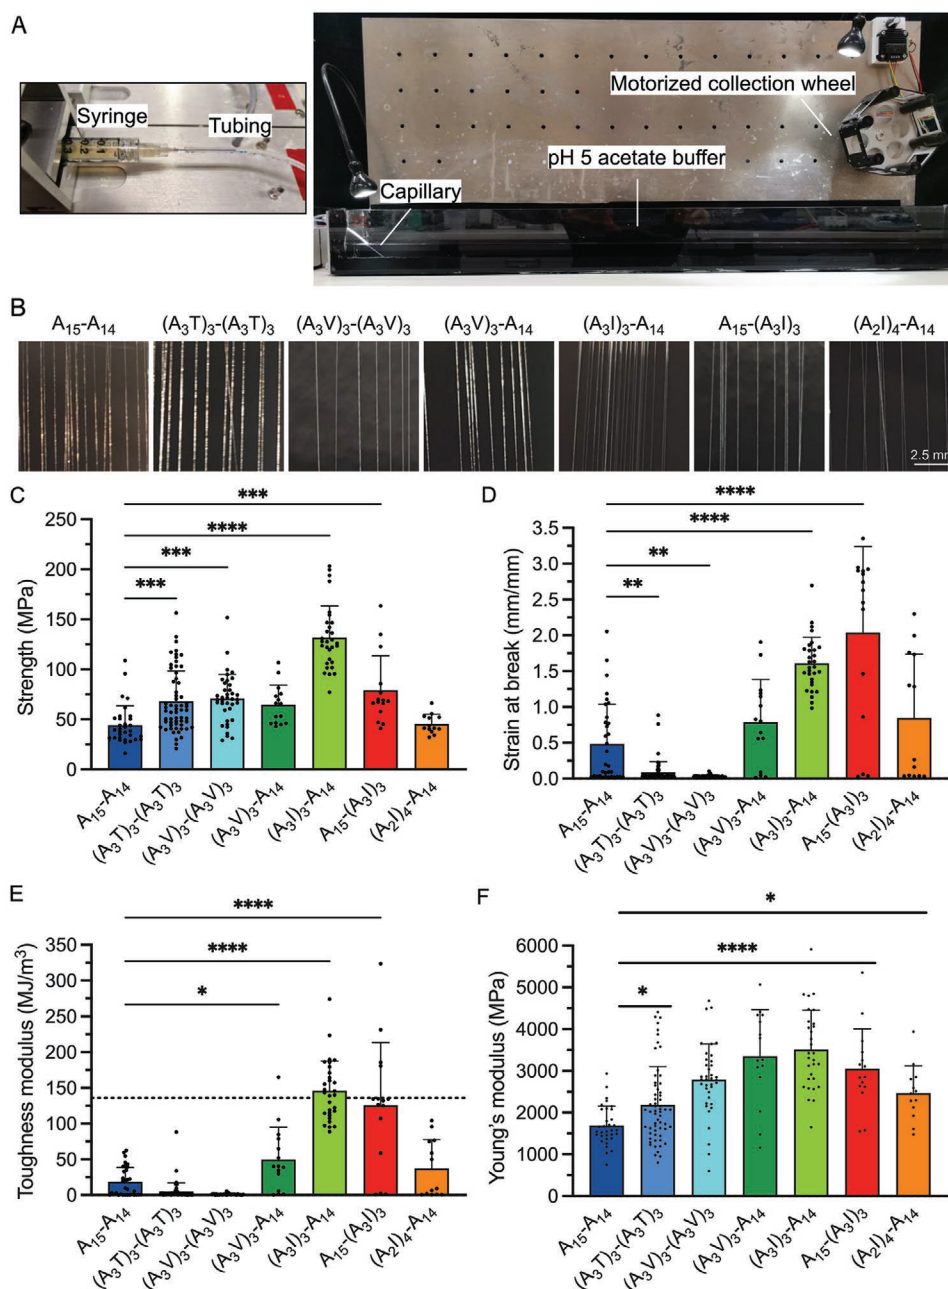 A
Syringe
Tubing
Motorized collection wheel
pH 5 acetate buffer
Capillary
B
A15-A14
(A3T)3-(A3T)3
(A3V)3-(A3V)3
(A3V)3-A14
(A3I)3-A14
A15-(A3I)3
(A2I)4-A14
2.5 mm
C
Strength (MPa)
250
200
150
100
50
0
***
****
***
***
A15-A14
(A3T)3-(A3T)3
(A3V)3-(A3V)3
(A3V)3-A14
(A3I)3-A14
A15-(A3I)3
(A2I)4-A14
D
Strain at break (mm/mm)
3.5
3.0
2.5
2.0
1.5
1.0
0.5
0.0
****
****
**
**
A15-A14
(A3T)3-(A3T)3
(A3V)3-(A3V)3
(A3V)3-A14
(A3I)3-A14
A15-(A3I)3
(A2I)4-A14
E
Toughness modulus (MJ/m3)
350
300
250
200
150
100
50
0
****
****
*
A15-A14
(A3T)3-(A3T)3
(A3V)3-(A3V)3
(A3V)3-A14
(A3I)3-A14
A15-(A3I)3
(A2I)4-A14
F
Young's modulus (MPa)
6000
5000
4000
3000
2000
1000
0
*
****
*
A15-A14
(A3T)3-(A3T)3
(A3V)3-(A3V)3
(A3V)3-A14
(A3I)3-A14
A15-(A3I)3
(A2I)4-A14